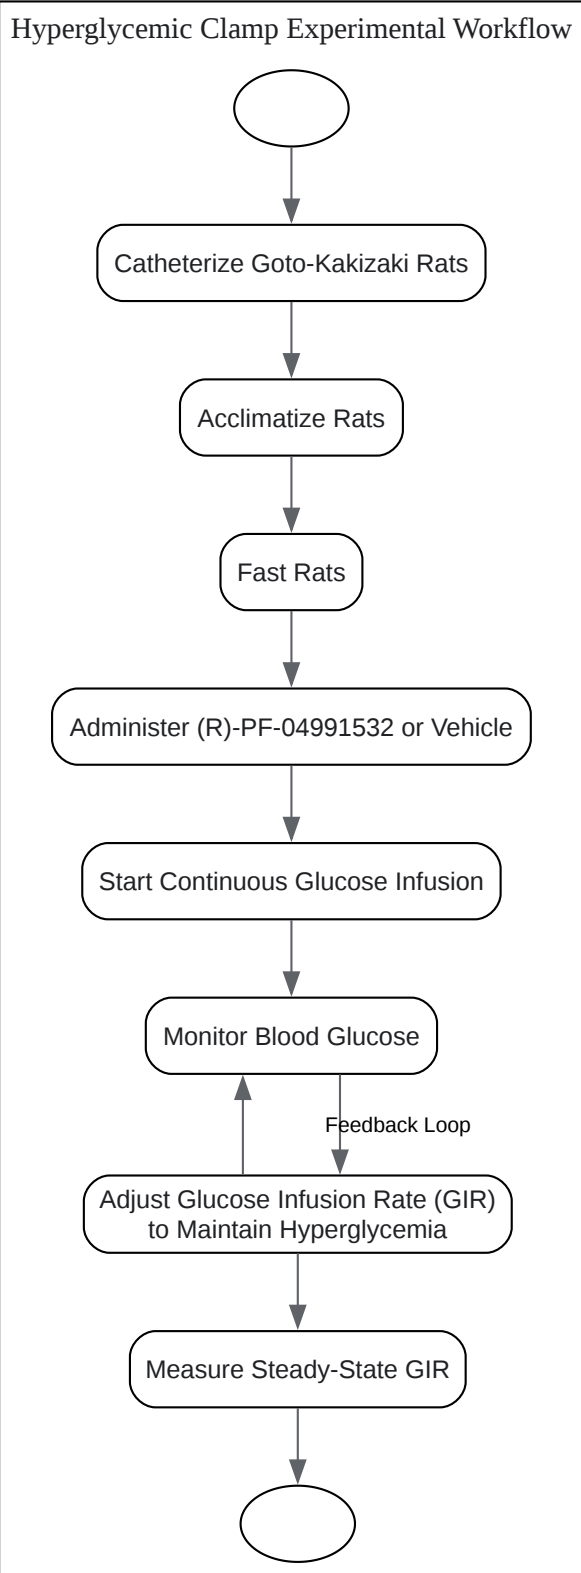 Hyperglycemic Clamp Experimental Workflow
Catheterize Goto-Kakizaki Rats
Acclimatize Rats
Fast Rats
Administer (R)-PF-04991532 or Vehicle
Start Continuous Glucose Infusion
Monitor Blood Glucose
Feedback Loop
Adjust Glucose Infusion Rate (GIR)
to Maintain Hyperglycemia
Measure Steady-State GIR